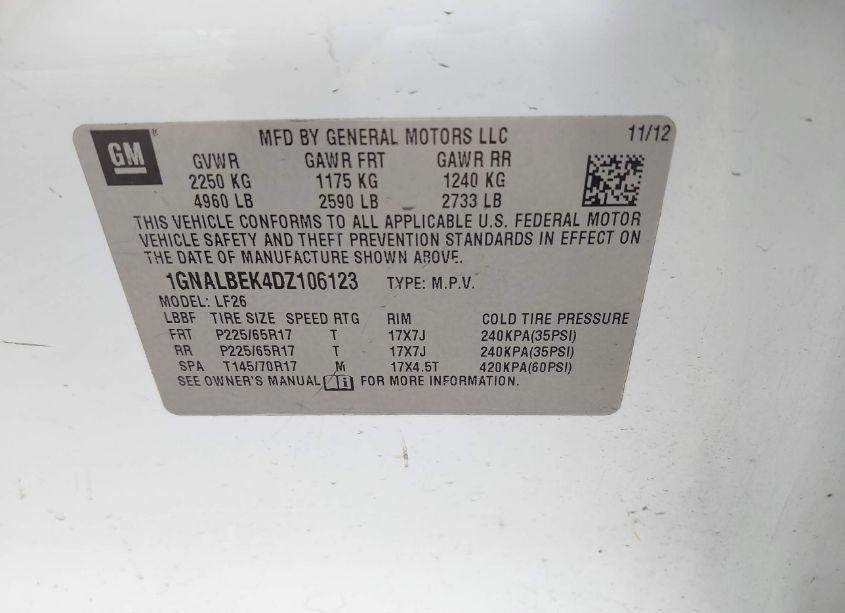 GM® MFD BY GENERAL MOTORS LLC 11/12
GVWR GAWR FRT GAWR RR
2250 KG 1175 KG 1240 KG
4960 LB 2590 LB 2733 LB
THIS VEHICLE CONFORMS TO ALL APPLICABLE U.S. FEDERAL MOTOR
VEHICLE SAFETY AND THEFT PREVENTION STANDARDS IN EFFECT ON
THE DATE OF MANUFACTURE SHOWN ABOVE.
1GNALBEK4DZ106123 TYPE: M.P.V.
MODEL: LF26
LBBF TIRE SIZE SPEED RTG RIM COLD TIRE PRESSURE
FRT P225/65R17 T 17X7J 240KPA(35PSI)
RR P225/65R17 T 17X7J 240KPA(35PSI)
SPA T145/70R17 M 17X4.5T 420KPA(60PSI)
SEE OWNER'S MANUAL FOR MORE INFORMATION.